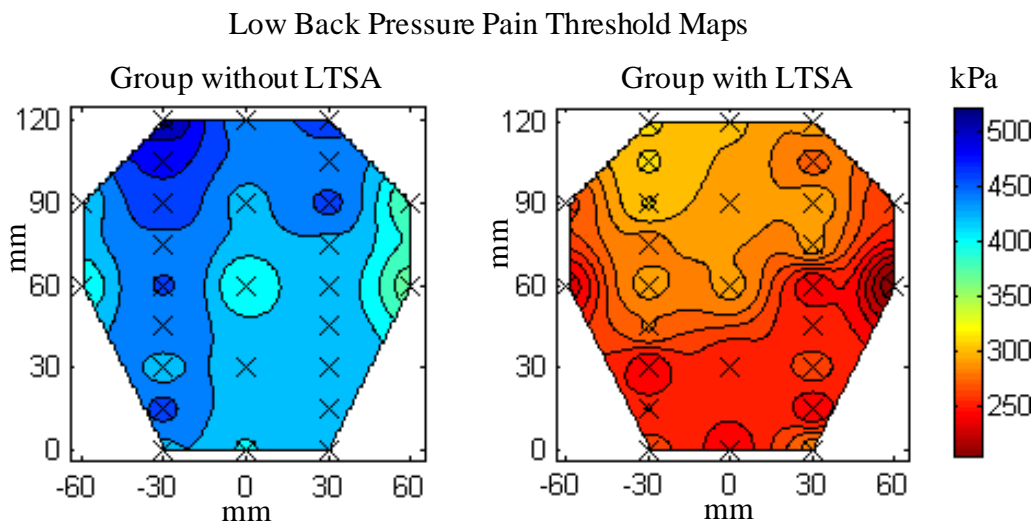 Low Back Pressure Pain Threshold Maps
Group without LTSA
Group with LTSA
kPa
120
90
60
30
0
mm
-60 -30 0 30 60
mm
120
90
60
30
0
mm
-60 -30 0 30 60
mm
500
450
400
350
300
250